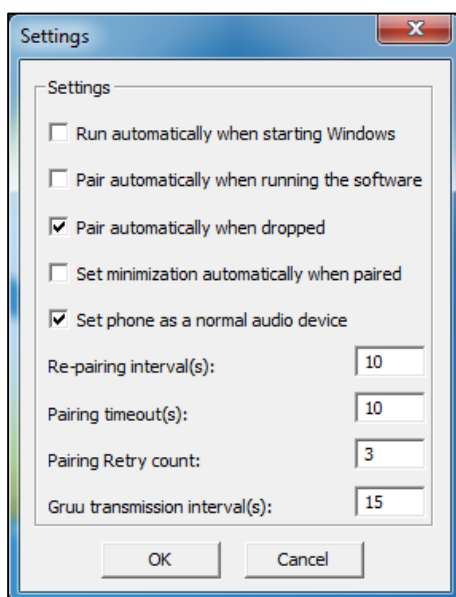 Settings
Settings
Run automatically when starting Windows
Pair automatically when running the software
Pair automatically when dropped
Set minimization automatically when paired
Set phone as a normal audio device
Re-pairing interval(s): 10
Pairing timeout(s): 10
Pairing Retry count: 3
Gruu transmission interval(s): 15
OK Cancel